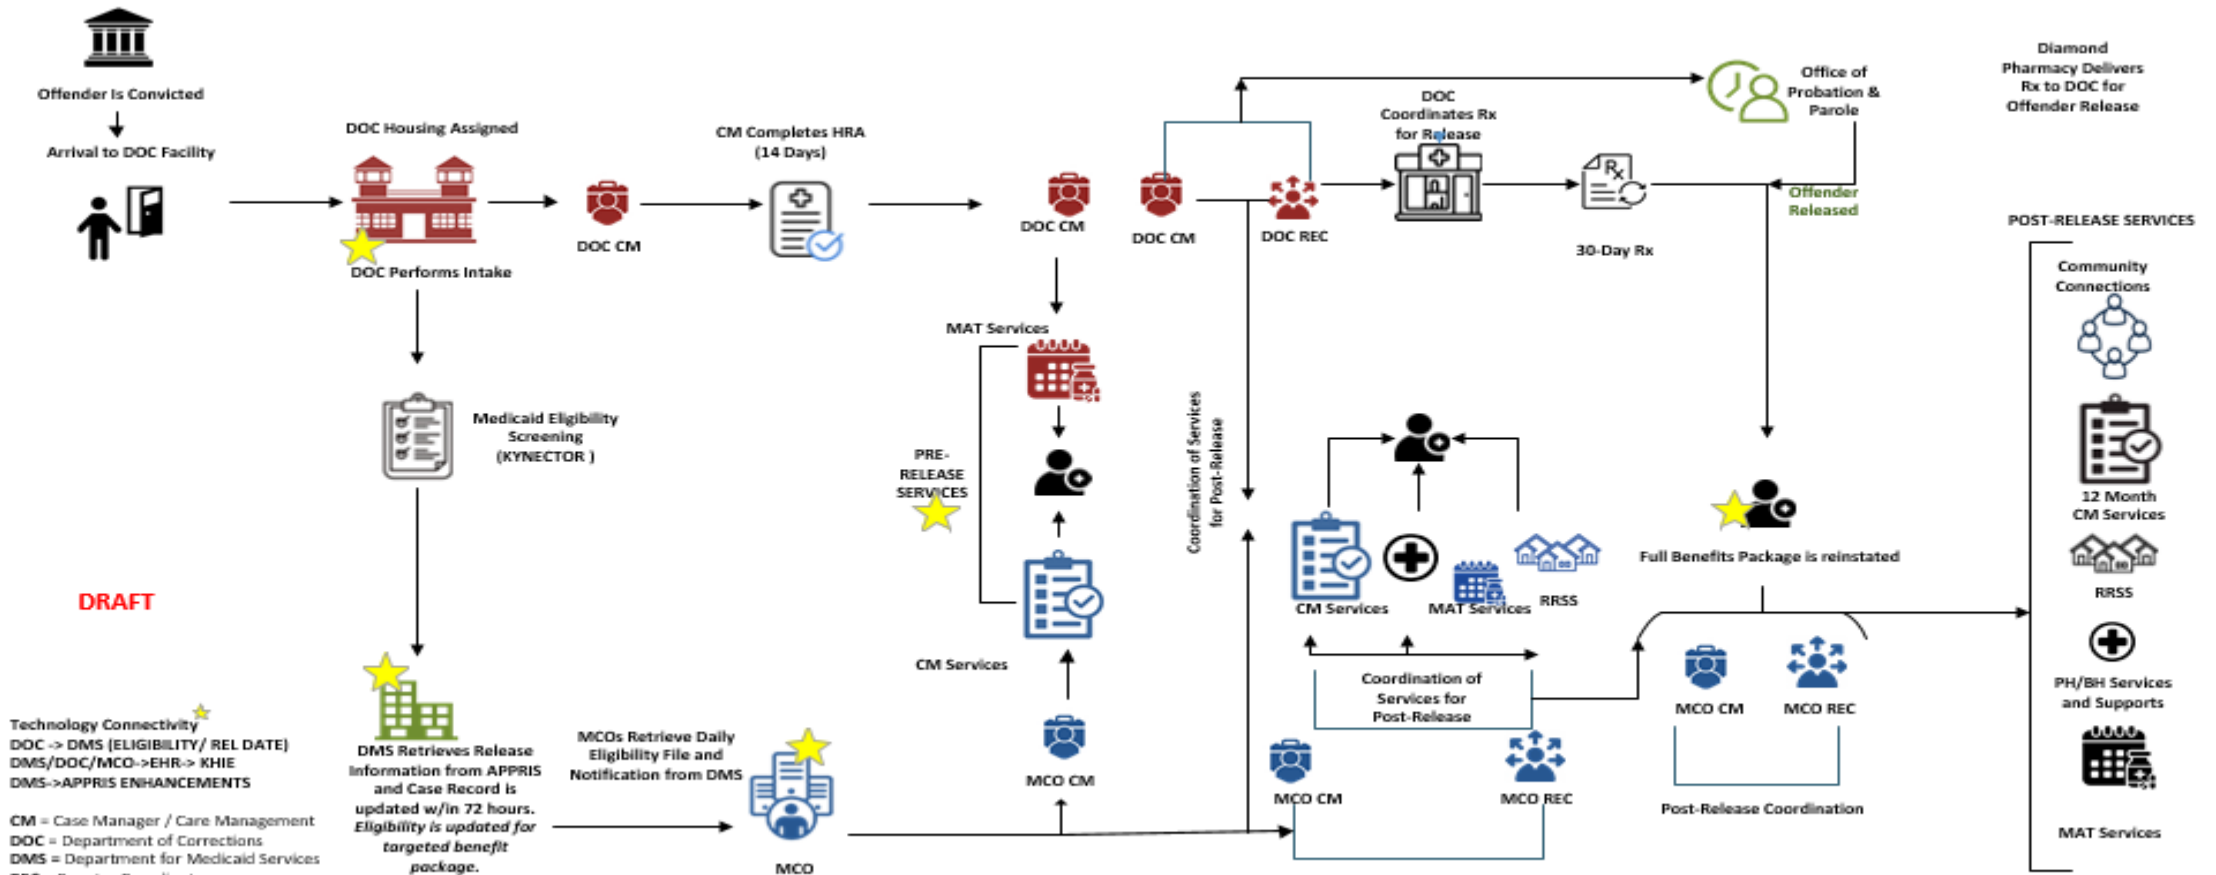 Offender Is Convicted
Arrival to DOC Facility
DOC Housing Assigned
DOC Performs Intake
DOC CM
CM Completes HRA
(14 Days)
DOC CM
DOC CM
DOC REC
DOC
Coordinates Rx
for Release
30-Day Rx
Office of
Probation &
Parole
Offender
Released
Diamond
Pharmacy Delivers
Rx to DOC for
Offender Release
Medicaid Eligibility
Screening
(KYNECTOR )
MAT Services
PRE-
RELEASE
SERVICES
CM Services
MCO CM
Coordination of Services
for Post-Release
CM Services
MAT Services
RRSS
Coordination of
Services for
Post-Release
MCO CM
MCO REC
Full Benefits Package is reinstated
MCO CM
MCO REC
Post-Release Coordination
POST-RELEASE SERVICES
Community
Connections
12 Month
CM Services
RRSS
PH/BH Services
and Supports
MAT Services
DRAFT
DMS Retrieves Release
Information from APPRIS
and Case Record is
updated w/in 72 hours.
Eligibility is updated for
targeted benefit
package.
MCOs Retrieve Daily
Eligibility File and
Notification from DMS
MCO
Technology Connectivity
DOC -> DMS (ELIGIBILITY/ REL DATE)
DMS/DOC/MCO->EHR-> KHIE
DMS->APPRIS ENHANCEMENTS
CM = Case Manager / Care Management
DOC = Department of Corrections
DMS = Department for Medicaid Services